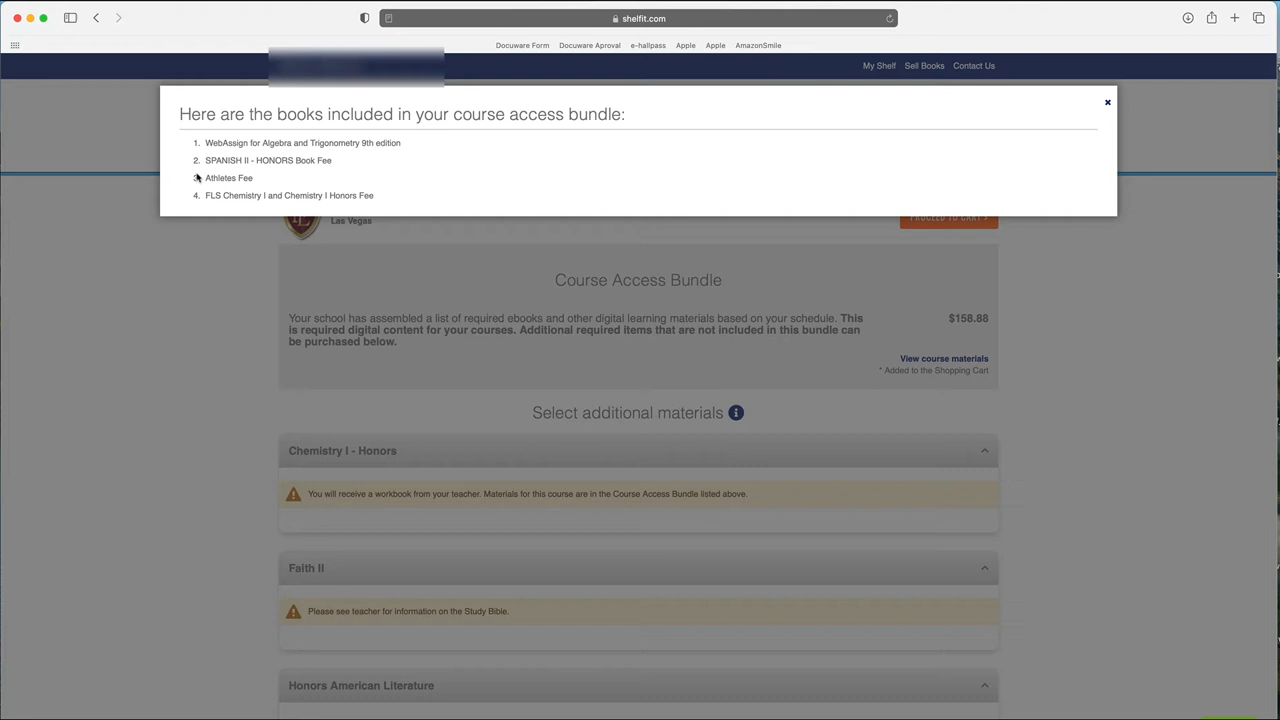 shelfit.com
Docuware Form Docuware Aproval e-hallpass Apple Apple AmazonSmile
My Shelf Sell Books Contact Us
Here are the books included in your course access bundle:
1. WebAssign for Algebra and Trigonometry 9th edition
2. SPANISH II - HONORS Book Fee
3. Athletes Fee
4. FLS Chemistry I and Chemistry I Honors Fee
Las Vegas
PROCEED TO CART >
Course Access Bundle
Your school has assembled a list of required ebooks and other digital learning materials based on your schedule. This $158.88
is required digital content for your courses. Additional required items that are not included in this bundle can
be purchased below.
View course materials
* Added to the Shopping Cart
Select additional materials
Chemistry I - Honors
You will receive a workbook from your teacher. Materials for this course are in the Course Access Bundle listed above.
Faith II
Please see teacher for information on the Study Bible.
Honors American Literature